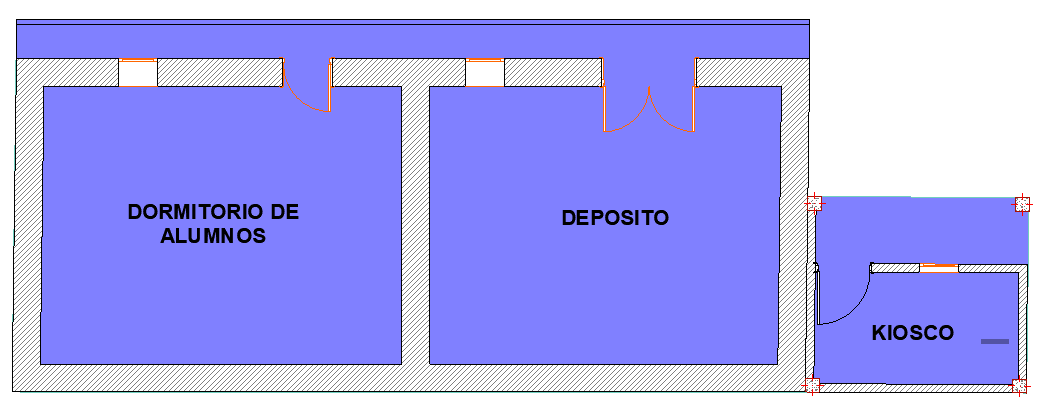 DORMITORIO DE
ALUMNOS
DEPOSITO
KIOSCO